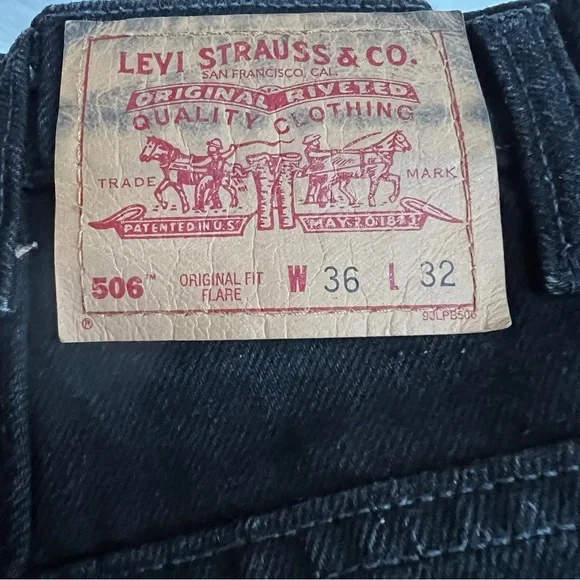 LEVI STRAUSS & CO.
SAN FRANCISCO, CAL.
ORIGINAL RIVETED
QUALITY CLOTHING
TRADE MARK
PATENTED IN U.S. MAY 20 1873
506™ ORIGINAL FIT W 36 L 32
FLARE
® 93LPB506